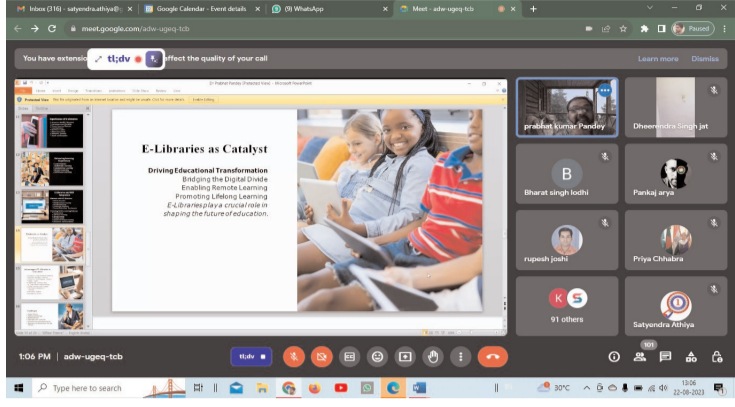 Inbox (316) - satyendra.athiya@
Google Calendar - Event details
(9) WhatsApp
Meet - adw-ugeq-tcb
meet.google.com/adw-ugeq-tcb
Paused
You have extensio
tl;dv
ffect the quality of your call
Learn more
Dismiss
Protected View
Enable Editing
E-Libraries as Catalyst
Driving Educational Transformation
Bridging the Digital Divide
Enabling Remote Learning
Promoting Lifelong Learning
E-Libraries play a crucial role in
shaping the future of education.
prabhat kumar Pandey
Dheerendra Singh jat
B
Bharat singh lodhi
Pankaj arya
rupesh joshi
Priya Chhabra
K S
91 others
Satyendra Athiya
1:06 PM | adw-ugeq-tcb
tl;dv
101
Type here to search
30°C
13:06
22-08-2023